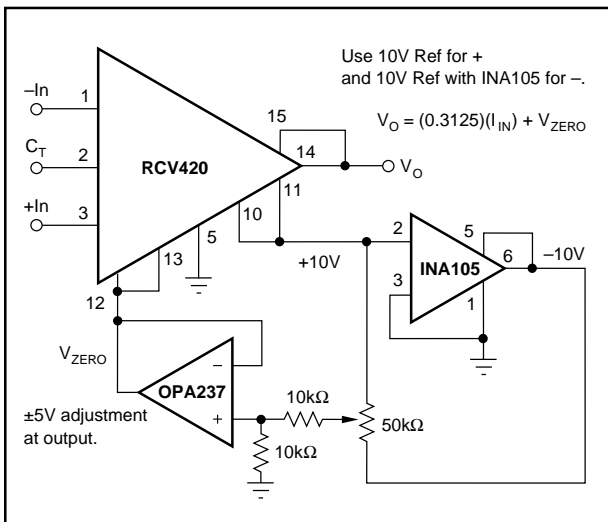 Use 10V Ref for +
and 10V Ref with INA105 for –.
V_O = (0.3125)(I_IN) + V_ZERO
–In
1
C_T
2
+In
3
RCV420
15
14
V_O
11
10
5
13
12
+10V
2
3
INA105
5
6
1
–10V
V_ZERO
–
+
OPA237
±5V adjustment
at output.
10kΩ
10kΩ
50kΩ